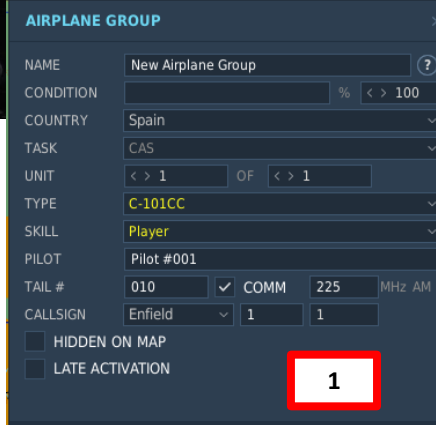 AIRPLANE GROUP
NAME New Airplane Group ?
CONDITION % < > 100
COUNTRY Spain
TASK CAS
UNIT < > 1 OF < > 1
TYPE C-101CC
SKILL Player
PILOT Pilot #001
TAIL # 010 COMM 225 MHz AM
CALLSIGN Enfield 1 1
HIDDEN ON MAP
LATE ACTIVATION
1